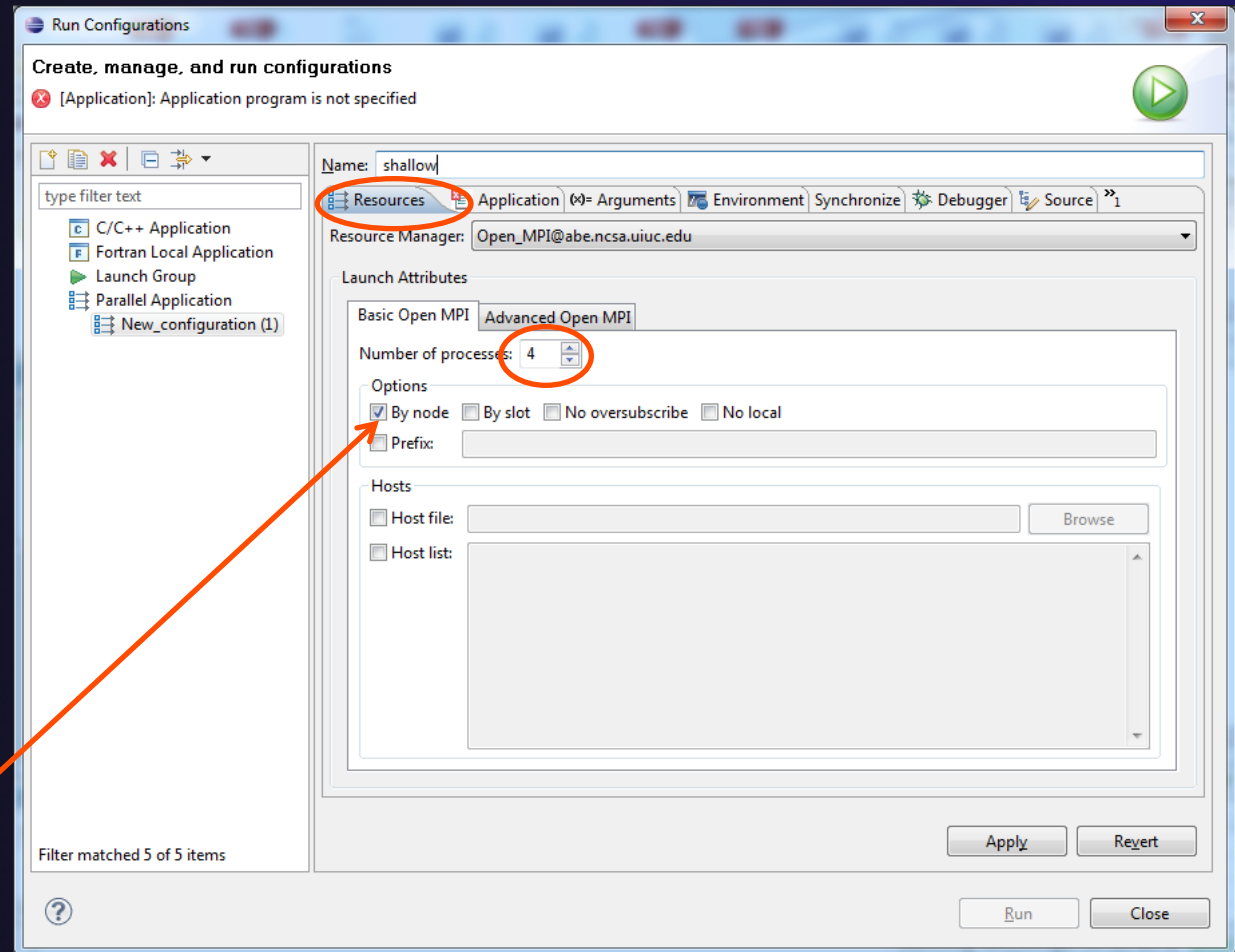 Run Configurations
Create, manage, and run configurations
[Application]: Application program is not specified
type filter text
C/C++ Application
Fortran Local Application
Launch Group
Parallel Application
New_configuration (1)
Filter matched 5 of 5 items
Name: shallow
Resources Application (x)= Arguments Environment Synchronize Debugger Source »1
Resource Manager: Open_MPI@abe.ncsa.uiuc.edu
Launch Attributes
Basic Open MPI Advanced Open MPI
Number of processes: 4
Options
By node By slot No oversubscribe No local
Prefix:
Hosts
Host file: Browse
Host list:
Apply Revert
? Run Close